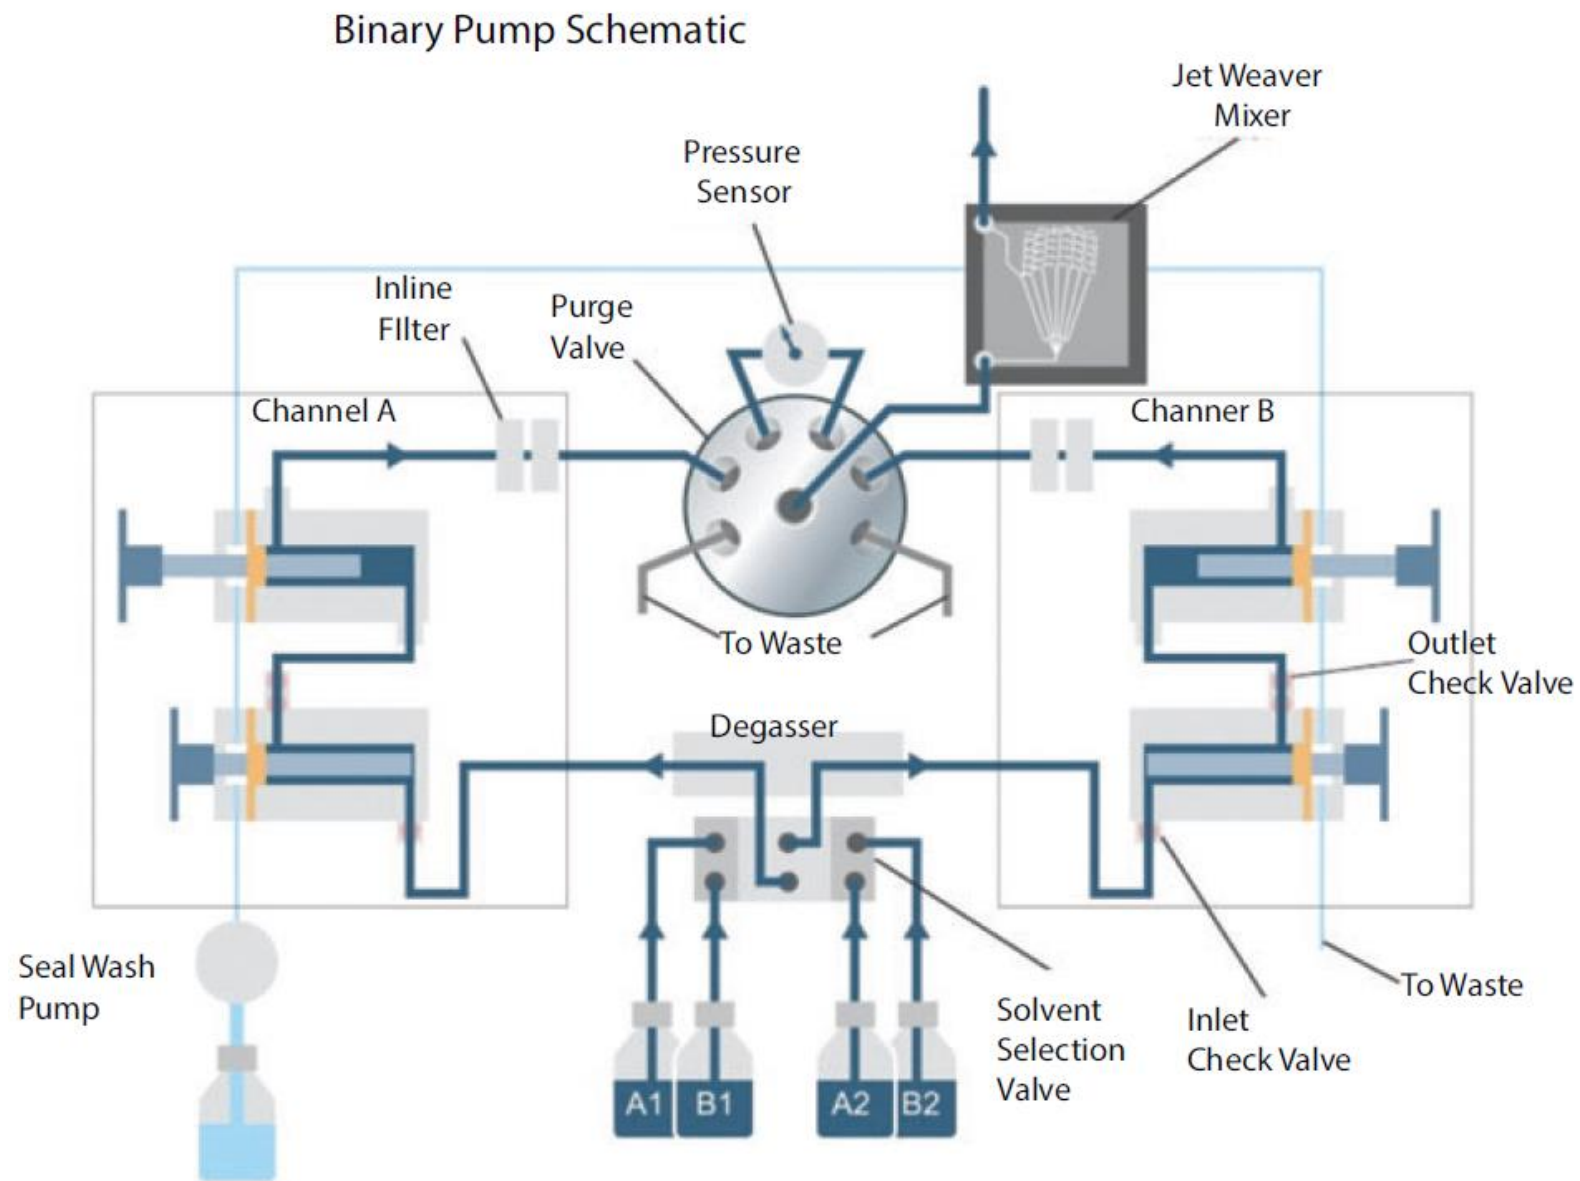 Binary Pump Schematic
Jet Weaver
Mixer
Pressure
Sensor
Inline
FIlter
Purge
Valve
Channel A
Channer B
To Waste
Outlet
Check Valve
Degasser
Seal Wash
Pump
Solvent
Selection
Valve
Inlet
Check Valve
To Waste
A1
B1
A2
B2